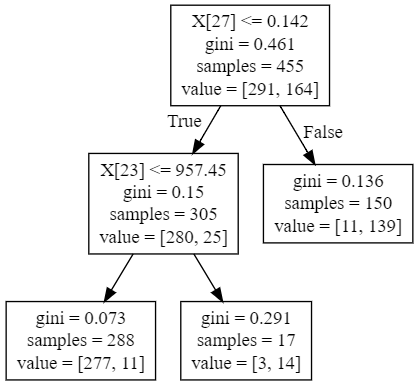 X[27] <= 0.142
gini = 0.461
samples = 455
value = [291, 164]
True
False
X[23] <= 957.45
gini = 0.15
samples = 305
value = [280, 25]
gini = 0.136
samples = 150
value = [11, 139]
gini = 0.073
samples = 288
value = [277, 11]
gini = 0.291
samples = 17
value = [3, 14]